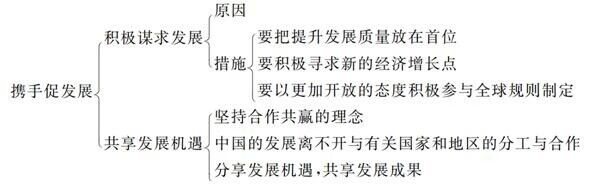 原因
积极谋求发展
要把提升发展质量放在首位
措施
要积极寻求新的经济增长点
要以更加开放的态度积极参与全球规则制定
携手促发展
坚持合作共赢的理念
共享发展机遇
中国的发展离不开与有关国家和地区的分工与合作
分享发展机遇,共享发展成果